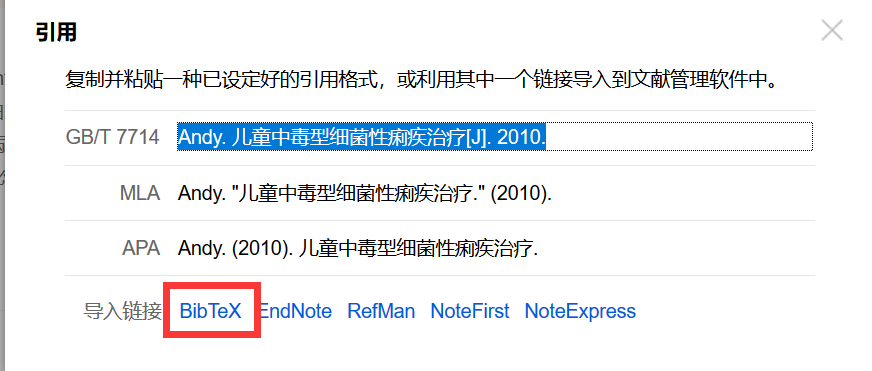 引用
复制并粘贴一种已设定好的引用格式，或利用其中一个链接导入到文献管理软件中。
GB/T 7714 Andy. 儿童中毒型细菌性痢疾治疗[J]. 2010.
MLA Andy. "儿童中毒型细菌性痢疾治疗." (2010).
APA Andy. (2010). 儿童中毒型细菌性痢疾治疗.
导入链接 BibTeX EndNote RefMan NoteFirst NoteExpress